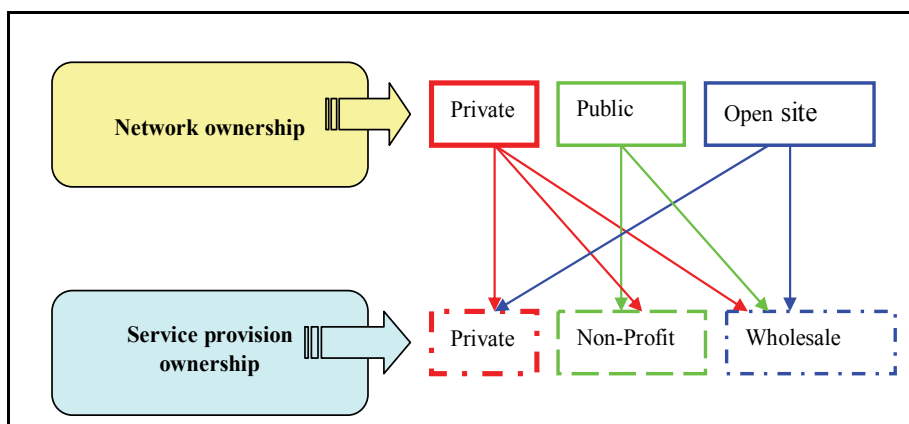 Network ownership
Private
Public
Open site
Service provision
ownership
Private
Non-Profit
Wholesale